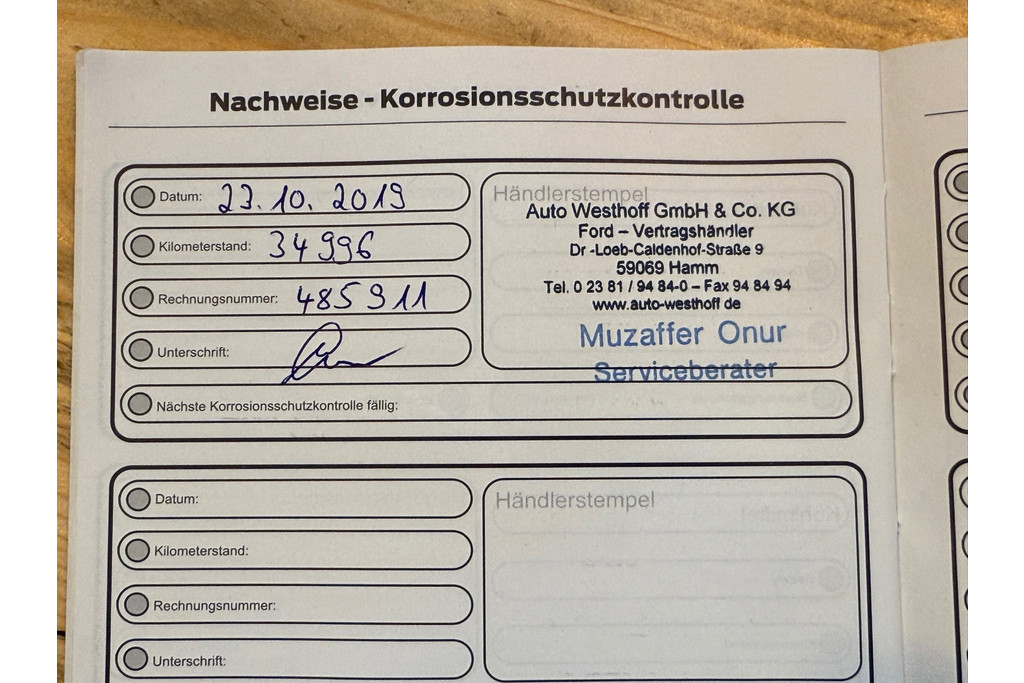 Nachweise - Korrosionsschutzkontrolle
Datum: 23.10.2019
Kilometerstand: 34996
Rechnungsnummer: 485911
Unterschrift:
Nächste Korrosionsschutzkontrolle fällig:
Händlerstempel
Auto Westhoff GmbH & Co. KG
Ford – Vertragshändler
Dr -Loeb-Caldenhof-Straße 9
59069 Hamm
Tel. 0 23 81 / 94 84-0 – Fax 94 84 94
www.auto-westhoff de
Muzaffer Onur
Serviceberater
Datum:
Kilometerstand:
Rechnungsnummer:
Unterschrift:
Händlerstempel